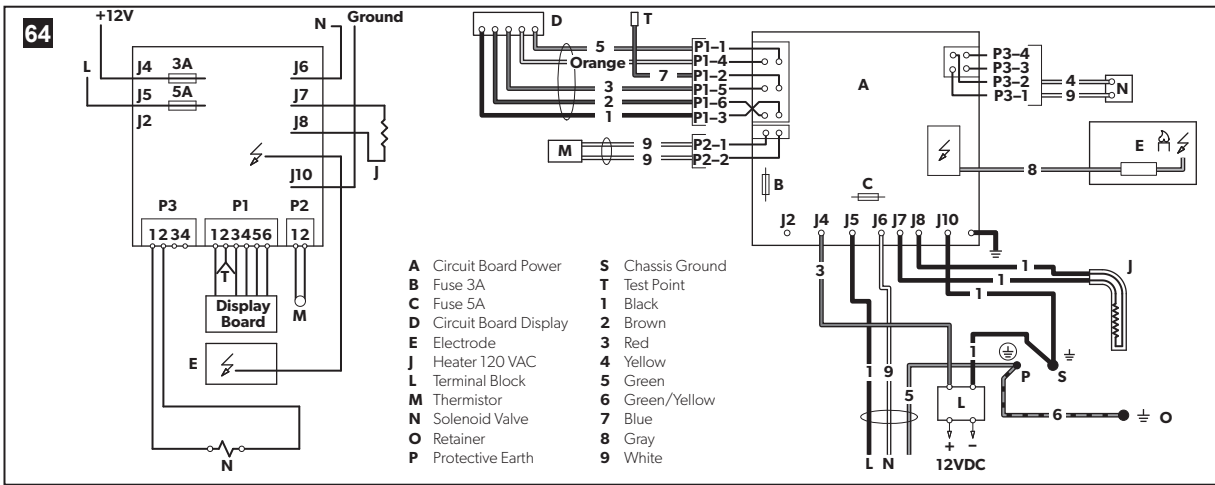 64
+12V
N
Ground
L
J4
3A
J6
J5
5A
J7
J2
J8
J
J10
P3
P1
P2
1234
123456
12
T
Display
Board
M
E
N
D
T
5
P1–1
Orange
P1–4
7
P1–2
3
P1–5
2
P1–6
1
P1–3
M
9
P2–1
9
P2–2
A
P3–4
P3–3
P3–2
4
P3–1
9
N
E
8
B
C
J2
J4
J5
J6
J7
J8
J10
3
1
1
1
J
1
1
9
5
P
S
L
6
O
+
–
L N
12VDC
A Circuit Board Power
B Fuse 3A
C Fuse 5A
D Circuit Board Display
E Electrode
J Heater 120 VAC
L Terminal Block
M Thermistor
N Solenoid Valve
O Retainer
P Protective Earth
S Chassis Ground
T Test Point
1 Black
2 Brown
3 Red
4 Yellow
5 Green
6 Green/Yellow
7 Blue
8 Gray
9 White